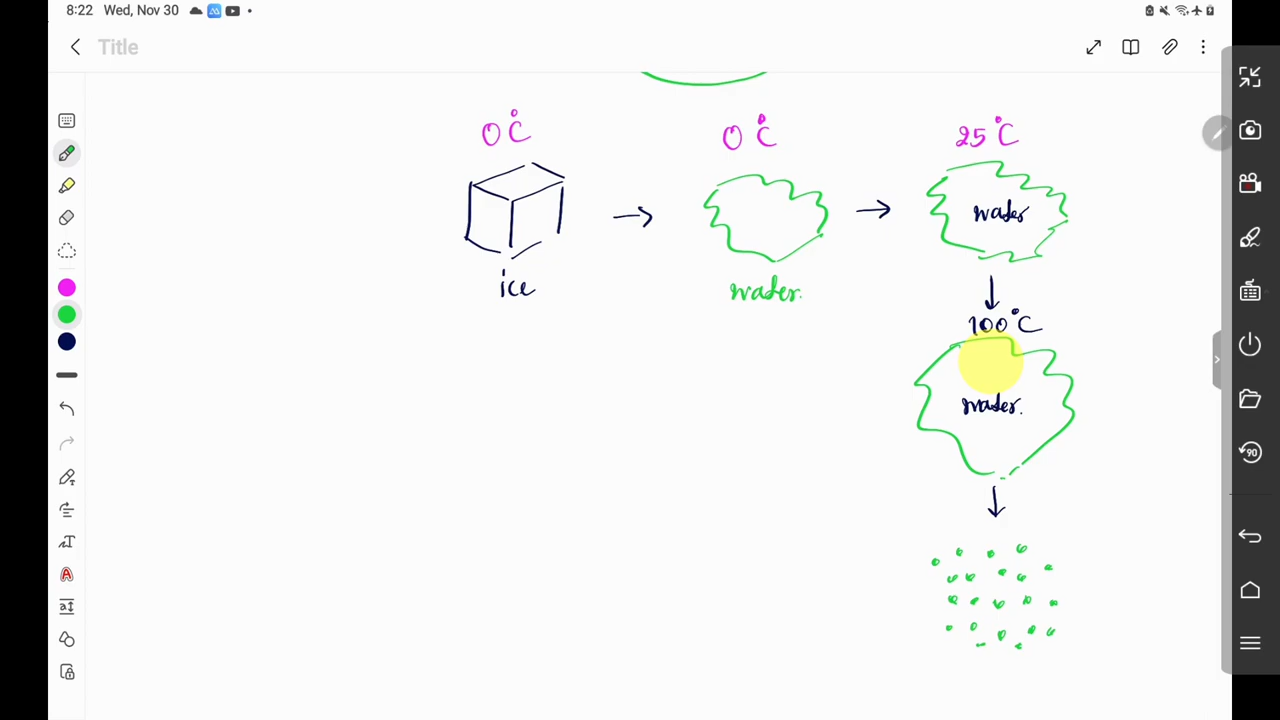 8:22 Wed, Nov 30
Title
0°C
0°C
25°C
water
ice
water.
100°C
water.